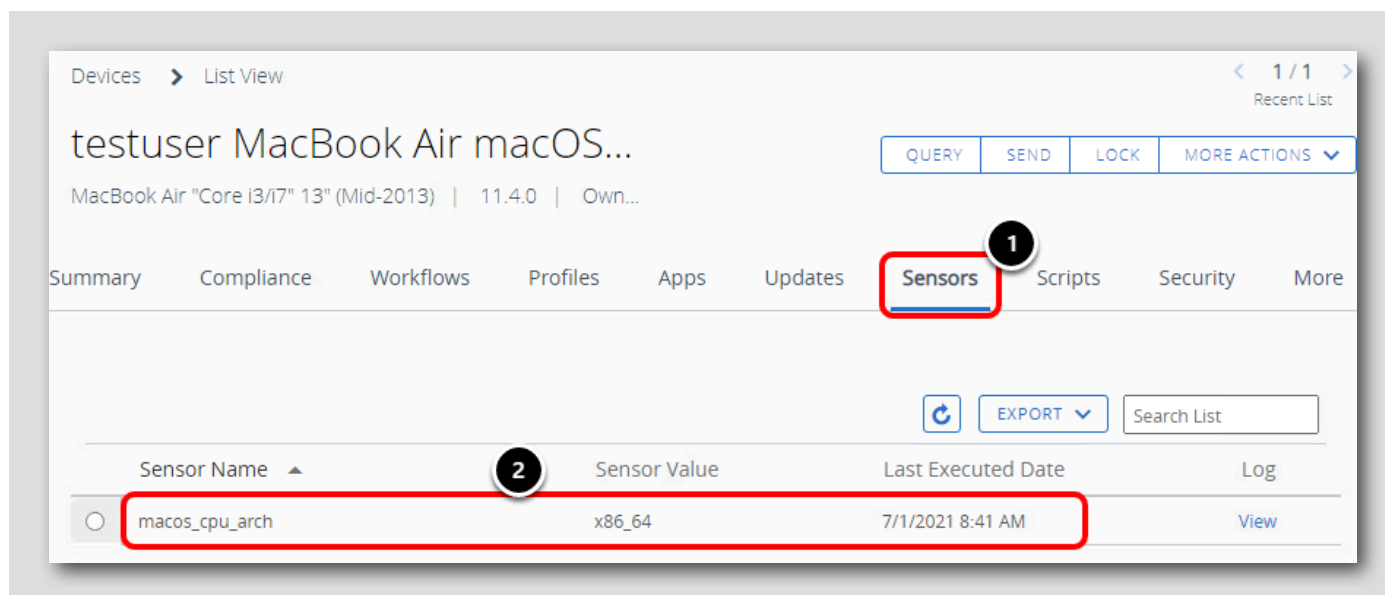 Devices > List View
< 1 / 1 >
Recent List
testuser MacBook Air macOS...
QUERY SEND LOCK MORE ACTIONS
MacBook Air "Core i3/i7" 13" (Mid-2013) | 11.4.0 | Own...
1
Summary Compliance Workflows Profiles Apps Updates Sensors Scripts Security More
EXPORT Search List
2
Sensor Name Sensor Value Last Executed Date Log
macos_cpu_arch x86_64 7/1/2021 8:41 AM View